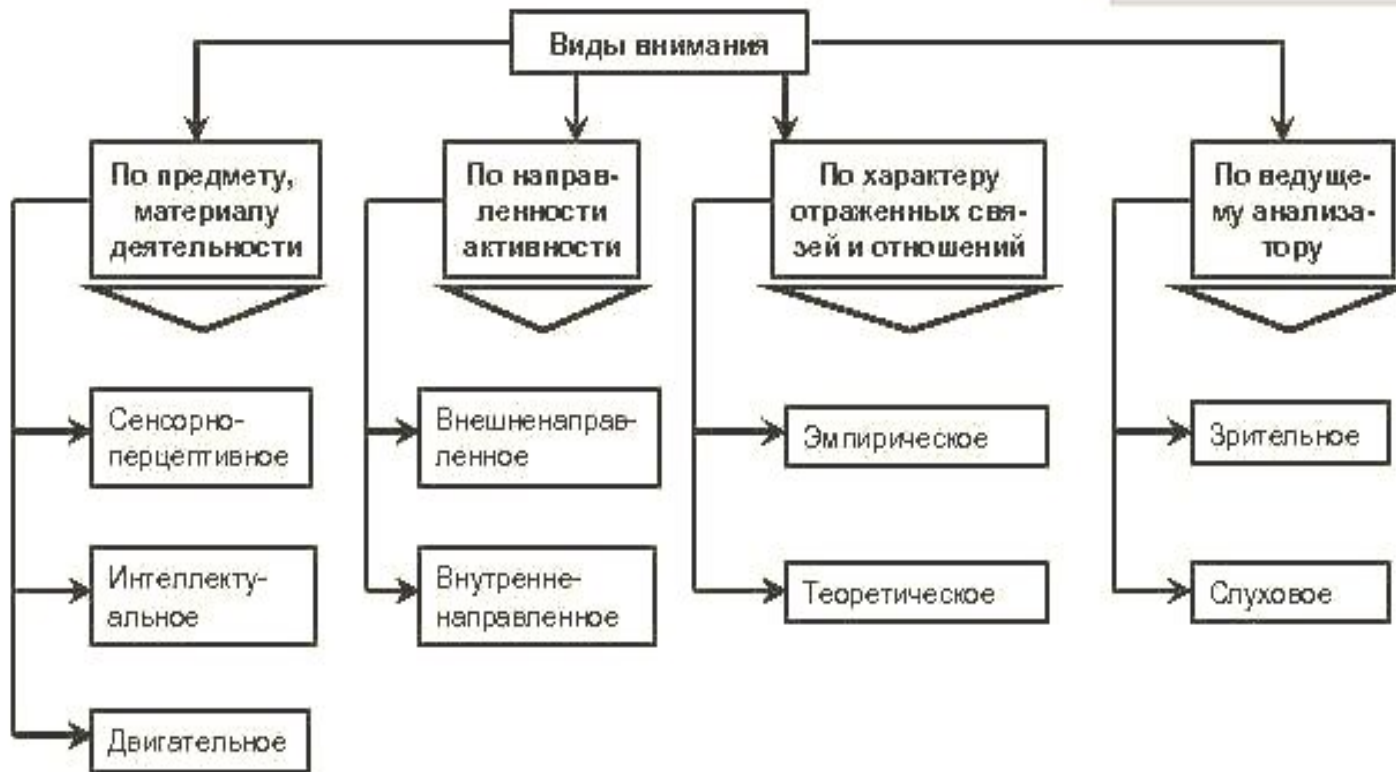 Виды внимания
По предмету,
материалу
деятельности
Сенсорно-
перцептивное
Интеллекту-
альное
Двигательное
По направ-
ленности
активности
Внешненаправ-
ленное
Внутренне-
направленное
По характеру
отраженных свя-
зей и отношений
Эмпирическое
Теоретическое
По ведуще-
му анализа-
тору
Зрительное
Слуховое